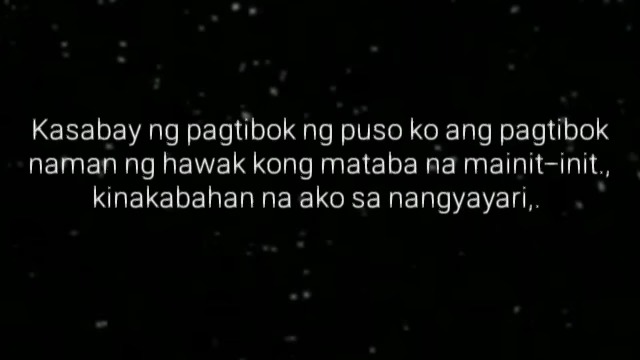 Kasabay ng pagtibok ng puso ko ang pagtibok
naman ng hawak kong mataba na mainit-init.,
kinakabahan na ako sa nangyayari,.